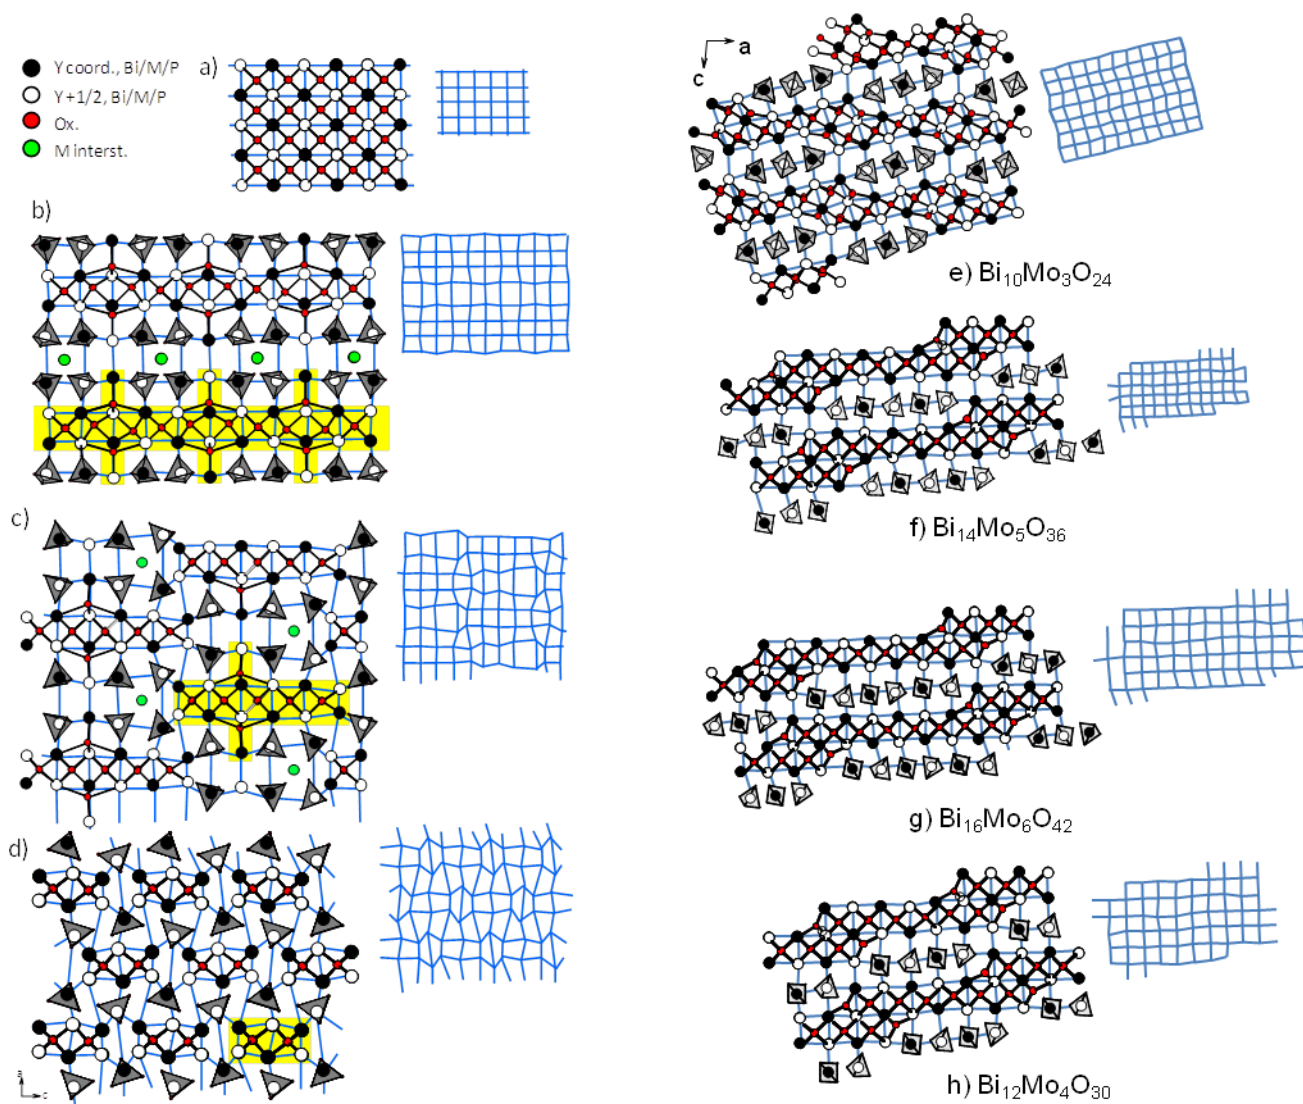 Y coord., Bi/M/P
Y+1/2, Bi/M/P
Ox.
M interst.
a)
b)
c)
d)
a
c
a
c
e) Bi10Mo3O24
f) Bi14Mo5O36
g) Bi16Mo6O42
h) Bi12Mo4O30